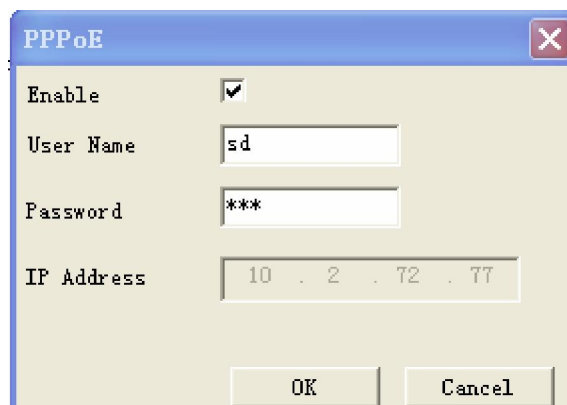 PPPoE
Enable
User Name sd
Password ***
IP Address 10 . 2 . 72 . 77
OK Cancel